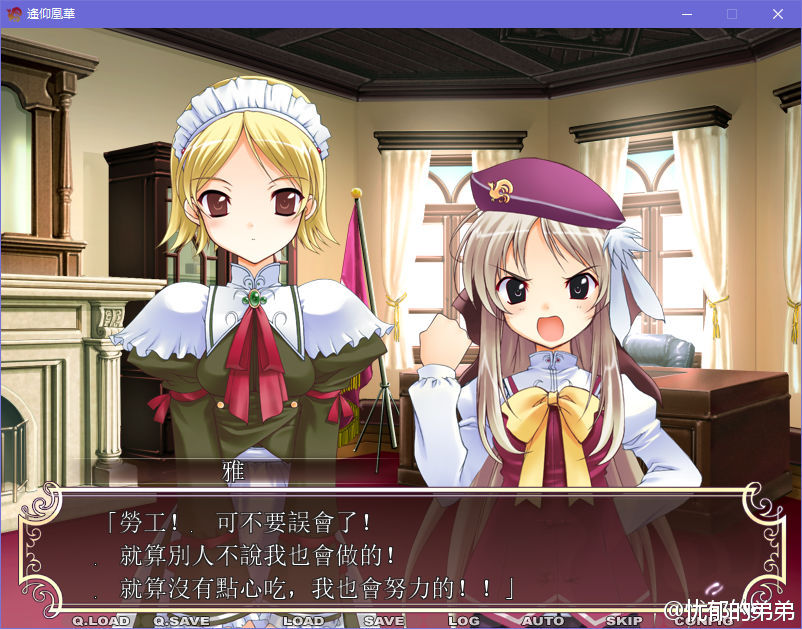 遙仰凰華
雅
「勞工！．可不要誤會了！
．就算別人不說我也會做的！
．就算沒有點心吃，我也會努力的！！」
@忧郁的弟弟
Q.LOAD Q.SAVE LOAD SAVE LOG AUTO SKIP CONFIG